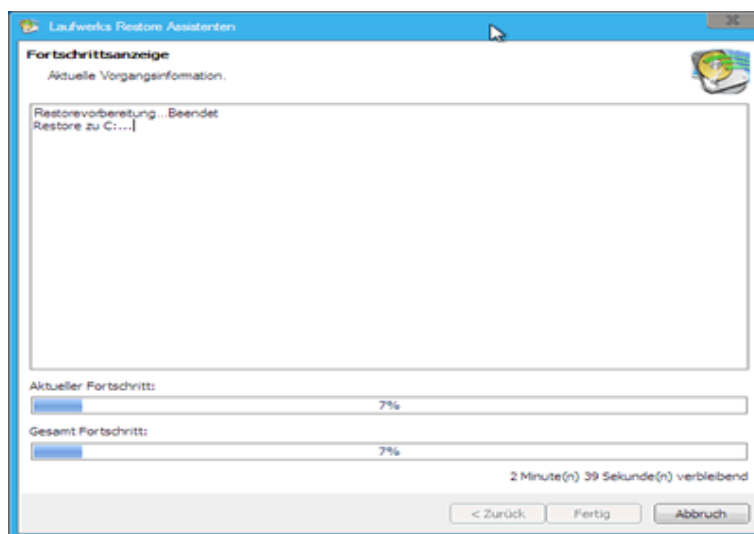 Laufwerks Restore Assistenten
Fortschrittsanzeige
Aktuelle Vorgangsinformation.
Restorevorbereitung...Beendet
Restore zu C:...
Aktueller Fortschritt:
7%
Gesamt Fortschritt:
7%
2 Minute(n) 39 Sekunde(n) verbleibend
< Zurück
Fertig
Abbruch